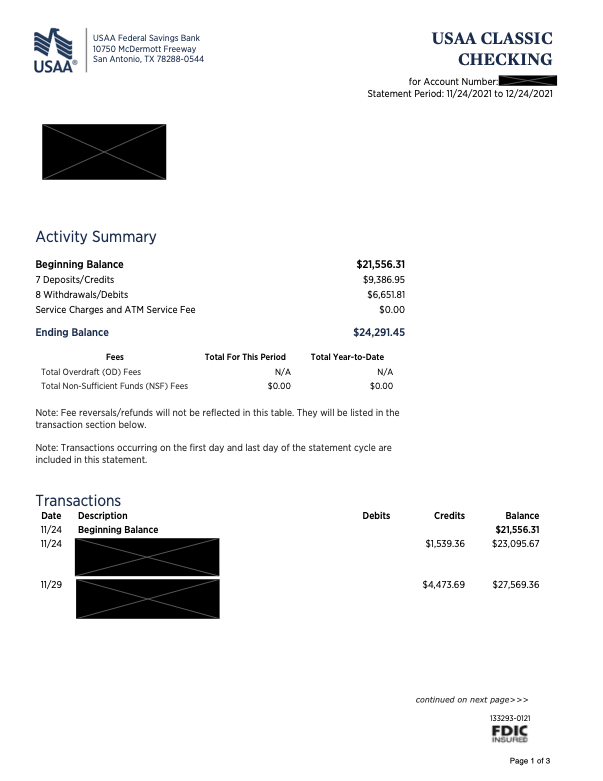 USAA®
USAA Federal Savings Bank
10750 McDermott Freeway
San Antonio, TX 78288-0544
USAA CLASSIC
CHECKING
for Account Number:
Statement Period: 11/24/2021 to 12/24/2021
Activity Summary
Beginning Balance $21,556.31
7 Deposits/Credits $9,386.95
8 Withdrawals/Debits $6,651.81
Service Charges and ATM Service Fee $0.00
Ending Balance $24,291.45
Fees Total For This Period Total Year-to-Date
Total Overdraft (OD) Fees N/A N/A
Total Non-Sufficient Funds (NSF) Fees $0.00 $0.00
Note: Fee reversals/refunds will not be reflected in this table. They will be listed in the
transaction section below.
Note: Transactions occurring on the first day and last day of the statement cycle are
included in this statement.
Transactions
Date Description Debits Credits Balance
11/24 Beginning Balance $21,556.31
11/24 $1,539.36 $23,095.67
11/29 $4,473.69 $27,569.36
continued on next page>>>
133293-0121
FDIC
INSURED
Page 1 of 3